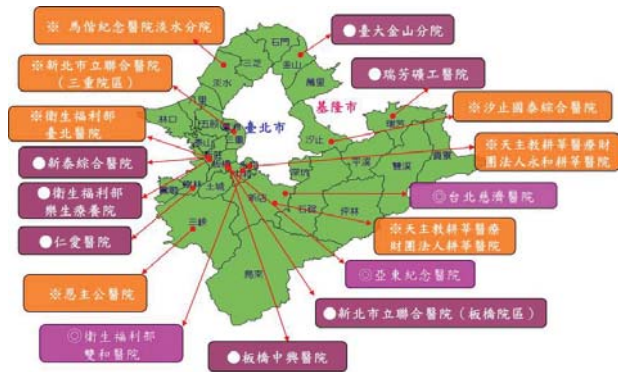 ※ 馬偕紀念醫院淡水分院
●臺大金山分院
※新北市立聯合醫院
(三重院區)
●瑞芳礦工醫院
※衛生福利部
臺北醫院
※汐止國泰綜合醫院
●新泰綜合醫院
※天主教耕莘醫療財
團法人永和耕莘醫院
●衛生福利部
樂生療養院
◎台北慈濟醫院
●仁愛醫院
※天主教耕莘醫療
財團法人耕莘醫院
※恩主公醫院
◎亞東紀念醫院
●新北市立聯合醫院(板橋院區)
◎衛生福利部
雙和醫院
●板橋中興醫院
石門
三芝
金山
淡水
萬里
八里
林口
五股
臺北市
基隆市
三重
泰山
汐止
瑞芳
平溪
雙溪
貢寮
深坑
石碇
坪林
新店
土城
樹林
鶯歌
三峽
烏來